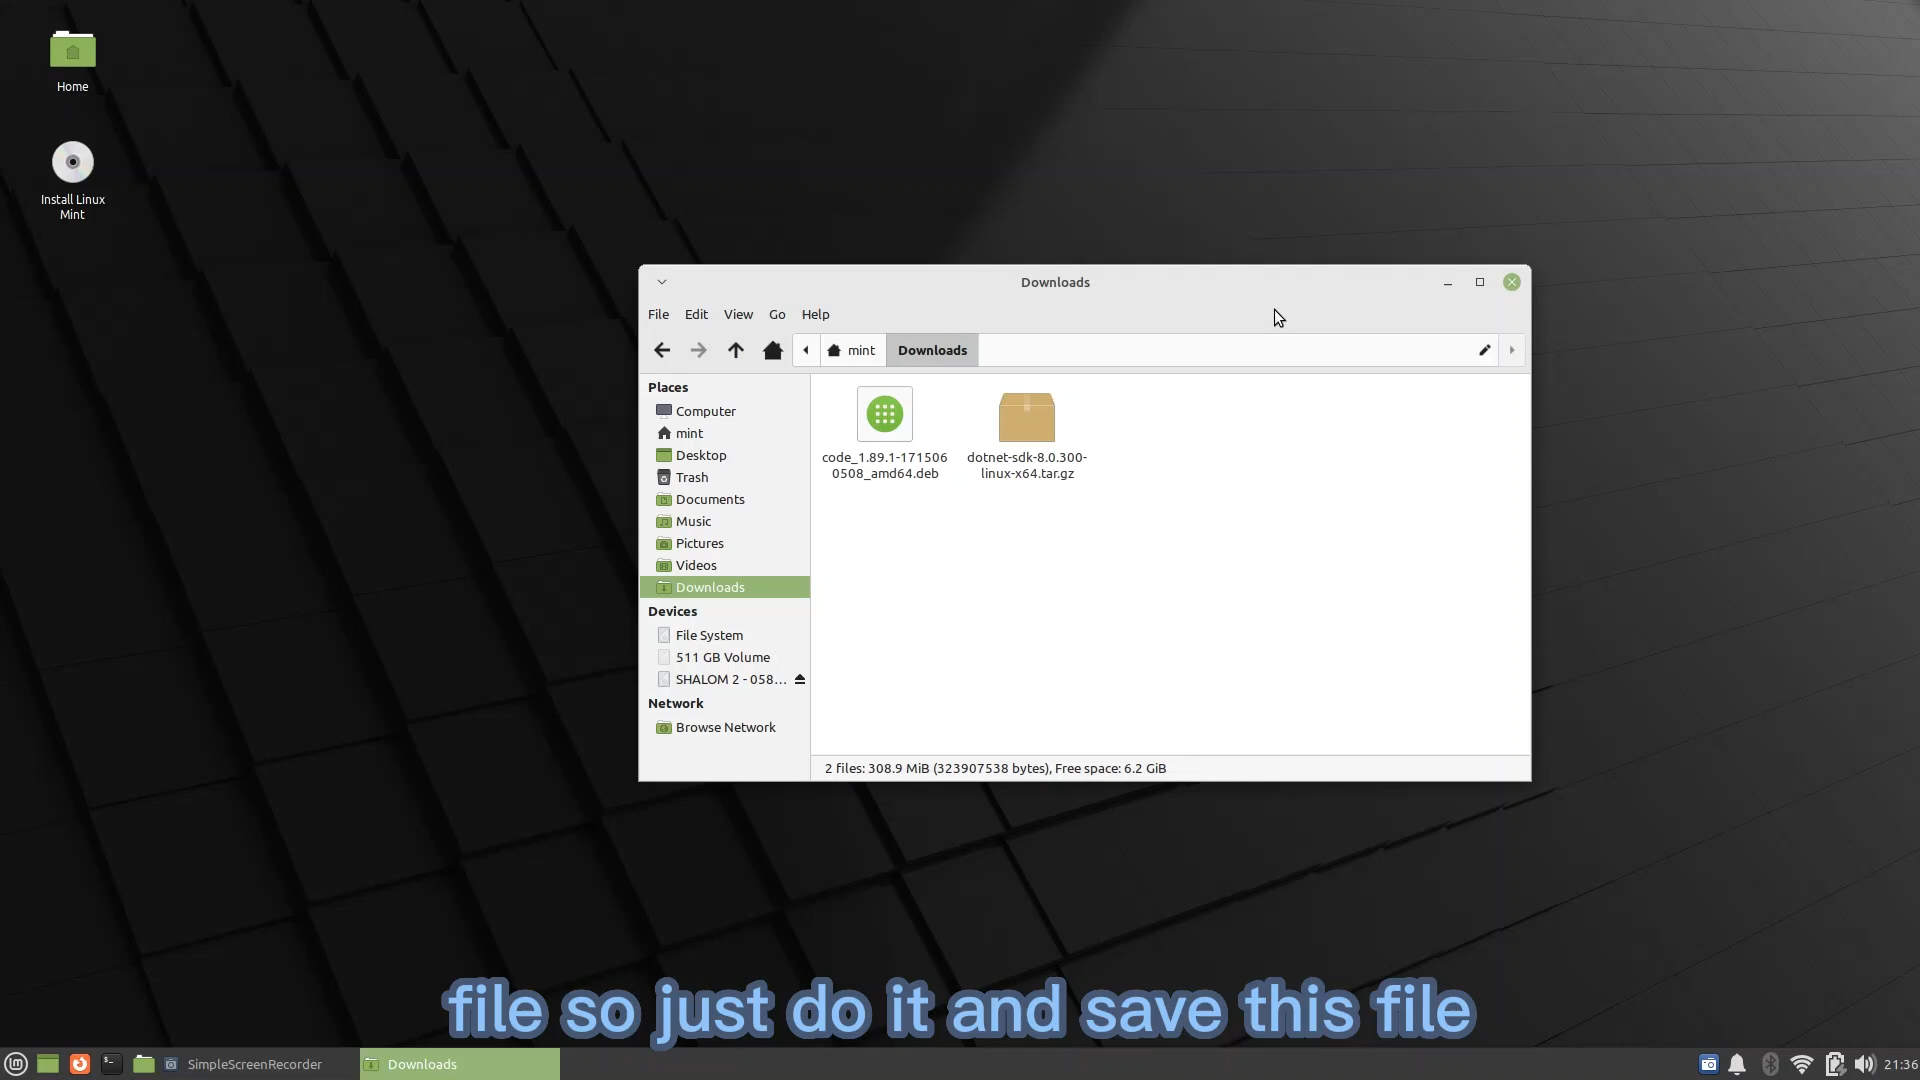 Home
Install Linux
Mint
Downloads
File Edit View Go Help
mint Downloads
Places
Computer
mint
Desktop
Trash
Documents
Music
Pictures
Videos
Downloads
Devices
File System
511 GB Volume
SHALOM 2 - 058...
Network
Browse Network
code_1.89.1-171506
0508_amd64.deb
dotnet-sdk-8.0.300-
linux-x64.tar.gz
2 files: 308.9 MiB (323907538 bytes), Free space: 6.2 GiB
file so just do it and save this file
SimpleScreenRecorder
Downloads
21:36